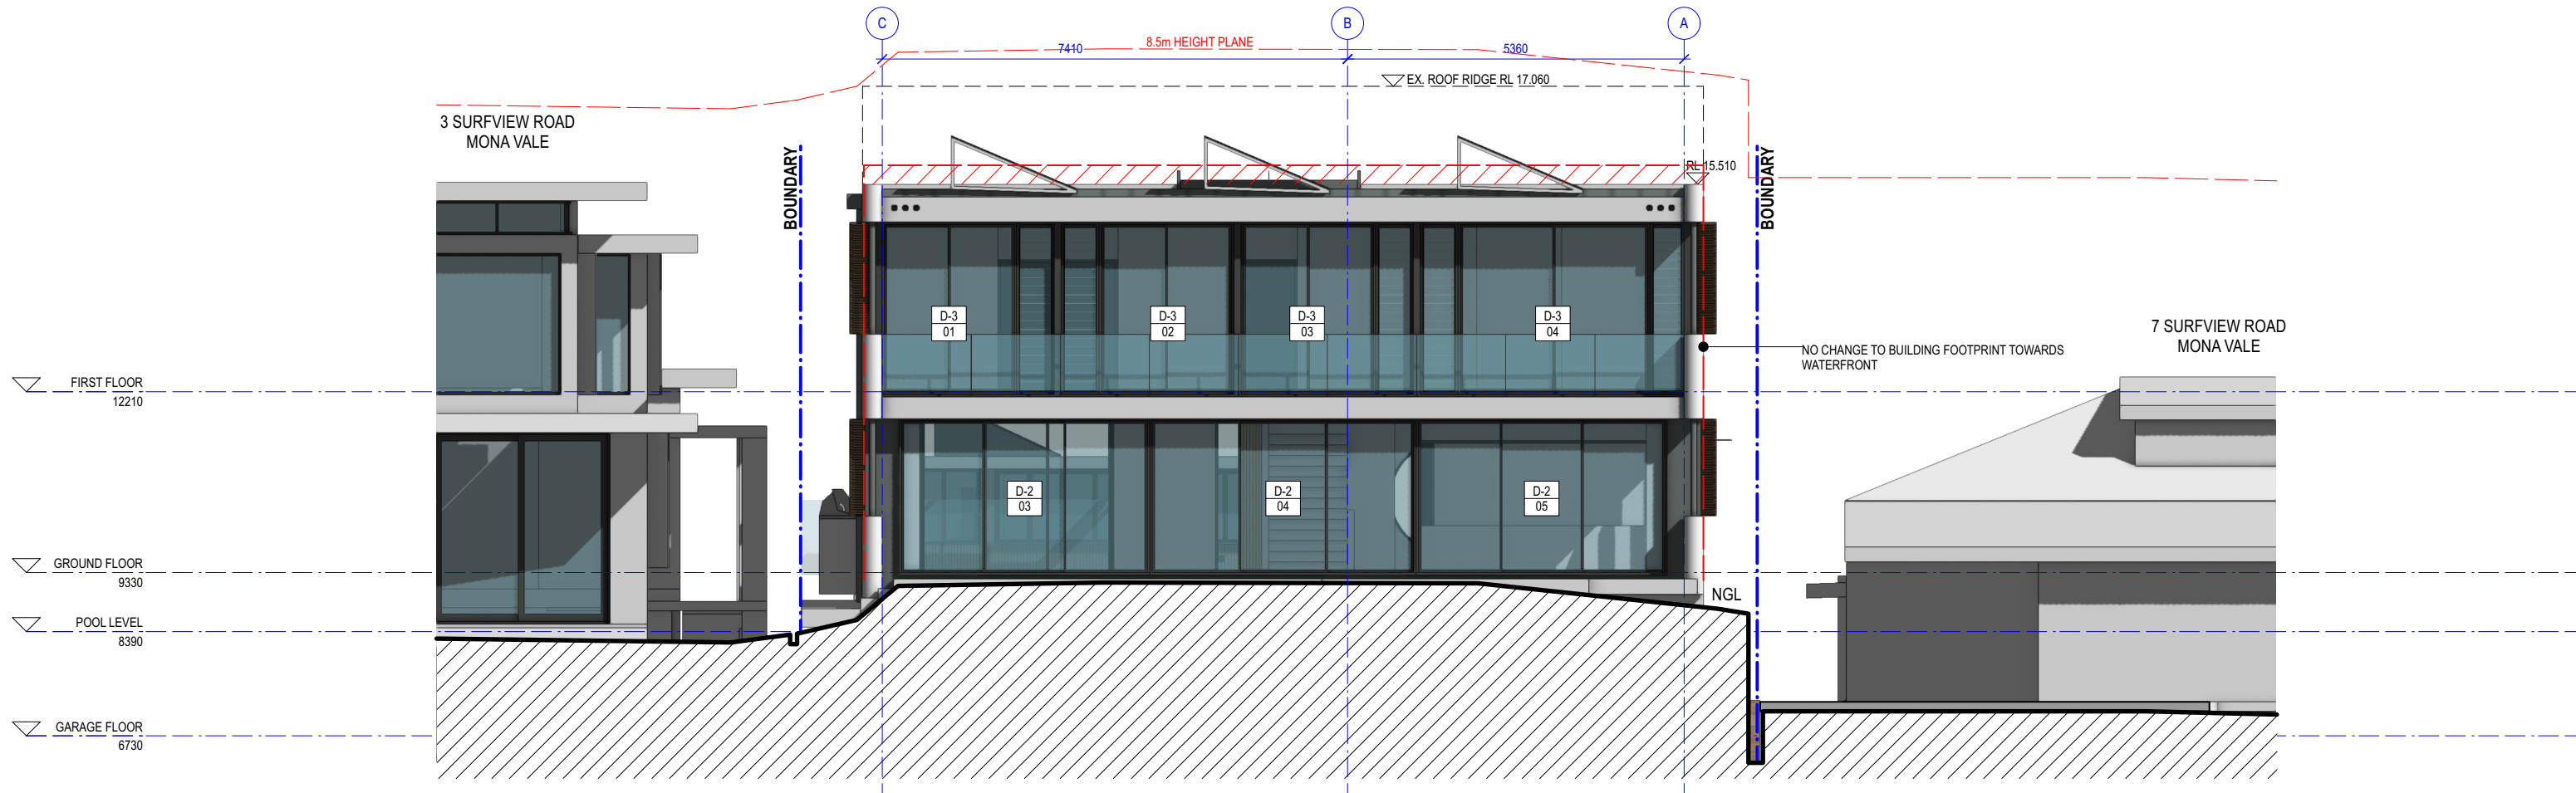 C
B
A
7410
8.5m HEIGHT PLANE
5360
EX. ROOF RIDGE RL 17.060
3 SURFVIEW ROAD
MONA VALE
BOUNDARY
RL 15.510
BOUNDARY
D-3
01
D-3
02
D-3
03
D-3
04
7 SURFVIEW ROAD
MONA VALE
NO CHANGE TO BUILDING FOOTPRINT TOWARDS
WATERFRONT
FIRST FLOOR
12210
D-2
03
D-2
04
D-2
05
GROUND FLOOR
9330
NGL
POOL LEVEL
8390
GARAGE FLOOR
6730